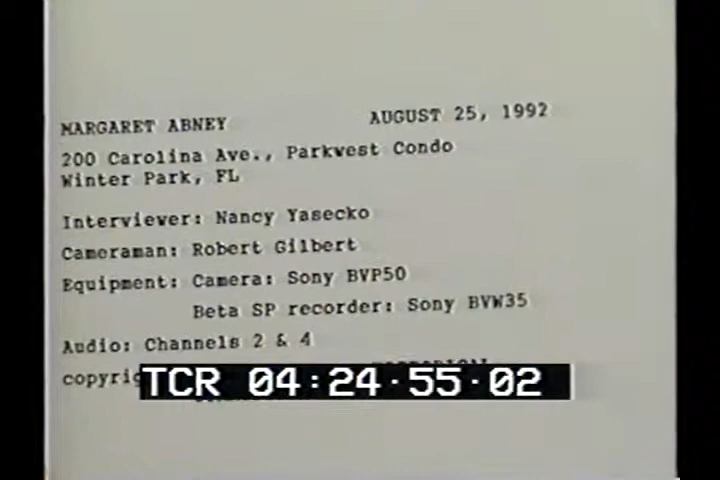 MARGARET ABNEY AUGUST 25, 1992
200 Carolina Ave., Parkwest Condo
Winter Park, FL
Interviewer: Nancy Yasecko
Cameraman: Robert Gilbert
Equipment: Camera: Sony BVP50
Beta SP recorder: Sony BVW35
Audio: Channels 2 & 4
TCR 04:24·55·02